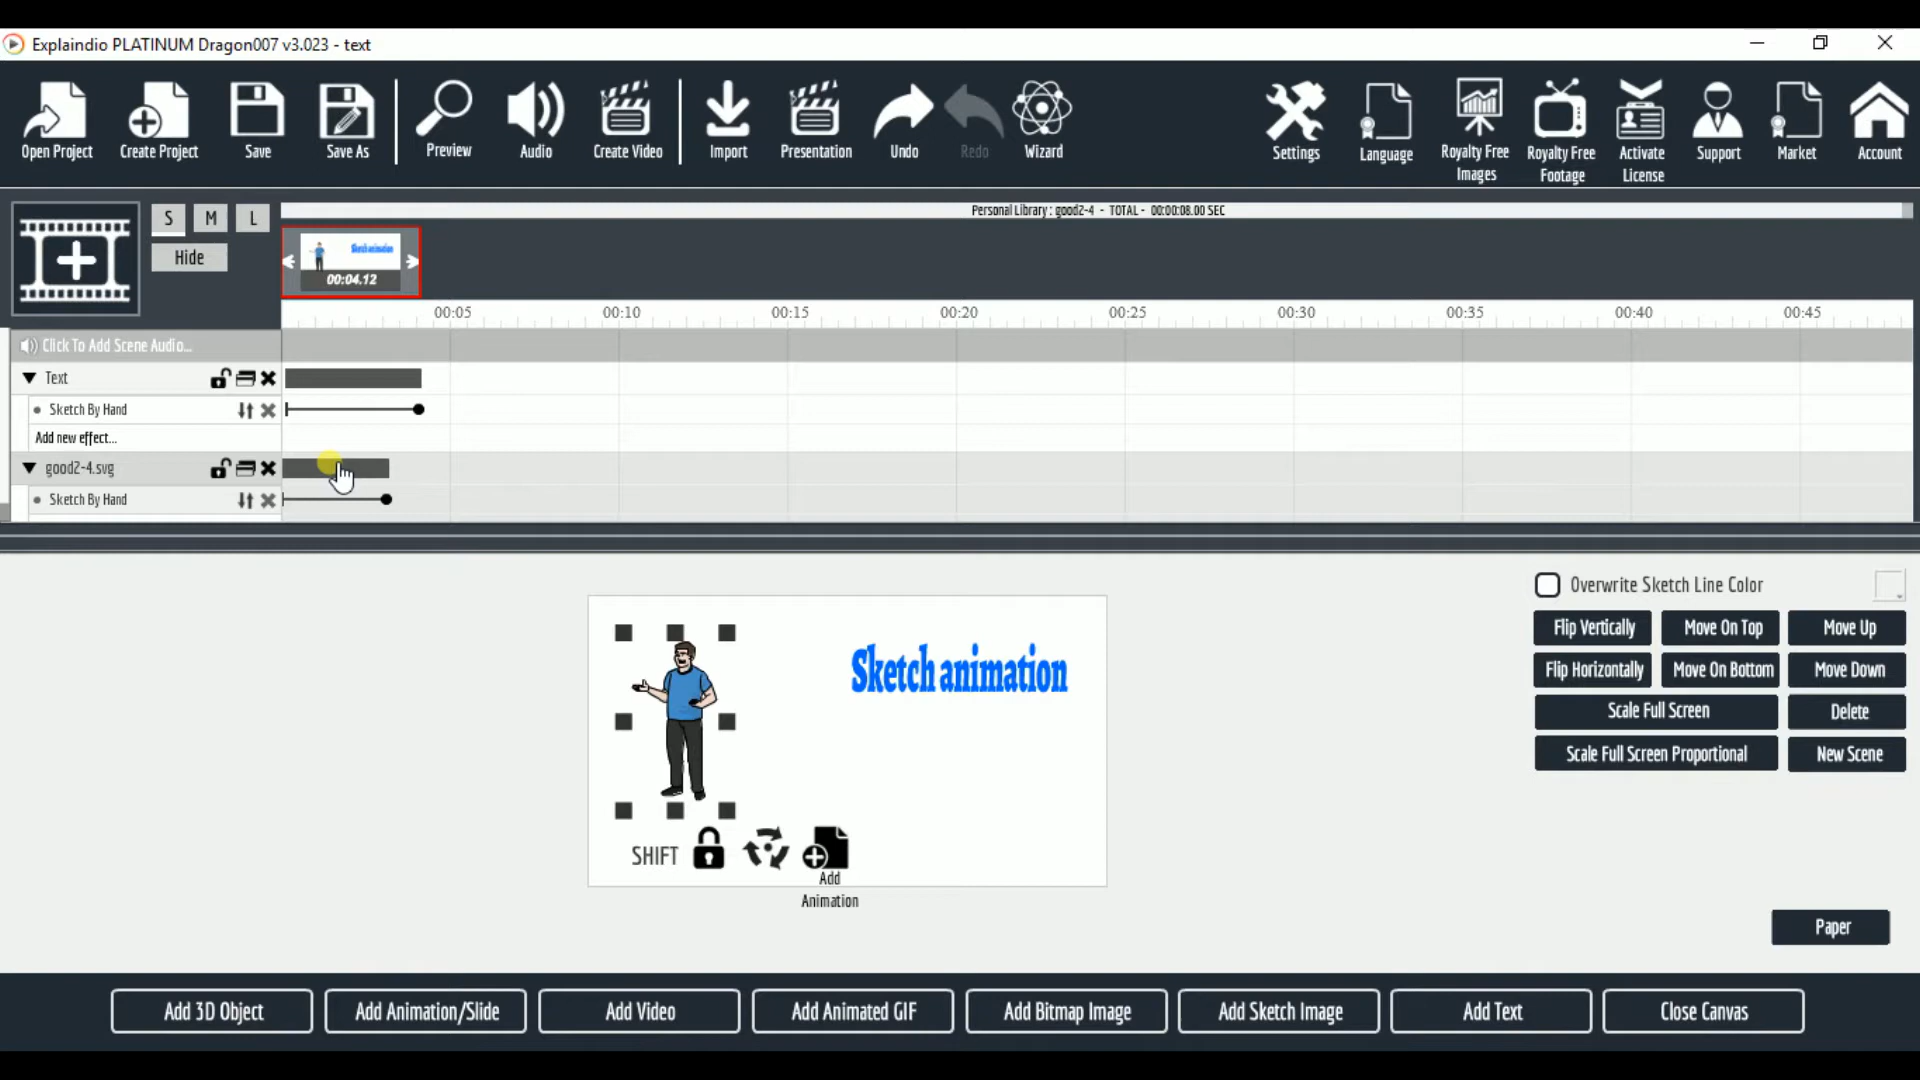 Explaindio PLATINUM Dragon007 v3.023 - text
Open Project
Create Project
Save
Save As
Preview
Audio
Create Video
Import
Presentation
Undo
Redo
Wizard
Settings
Language
Royalty Free
Images
Royalty Free
Footage
Activate
License
Support
Market
Account
S M L
Hide
Personal Library : good2-4 - TOTAL - 00:00:08.00 SEC
Sketch animation
00:04.12
00:05 00:10 00:15 00:20 00:25 00:30 00:35 00:40 00:45
Click To Add Scene Audio...
Text
Sketch By Hand
Add new effect...
good2-4.svg
Sketch By Hand
Sketch animation
SHIFT
Add
Animation
Overwrite Sketch Line Color
Flip Vertically
Move On Top
Move Up
Flip Horizontally
Move On Bottom
Move Down
Scale Full Screen
Delete
Scale Full Screen Proportional
New Scene
Paper
Add 3D Object
Add Animation/Slide
Add Video
Add Animated GIF
Add Bitmap Image
Add Sketch Image
Add Text
Close Canvas